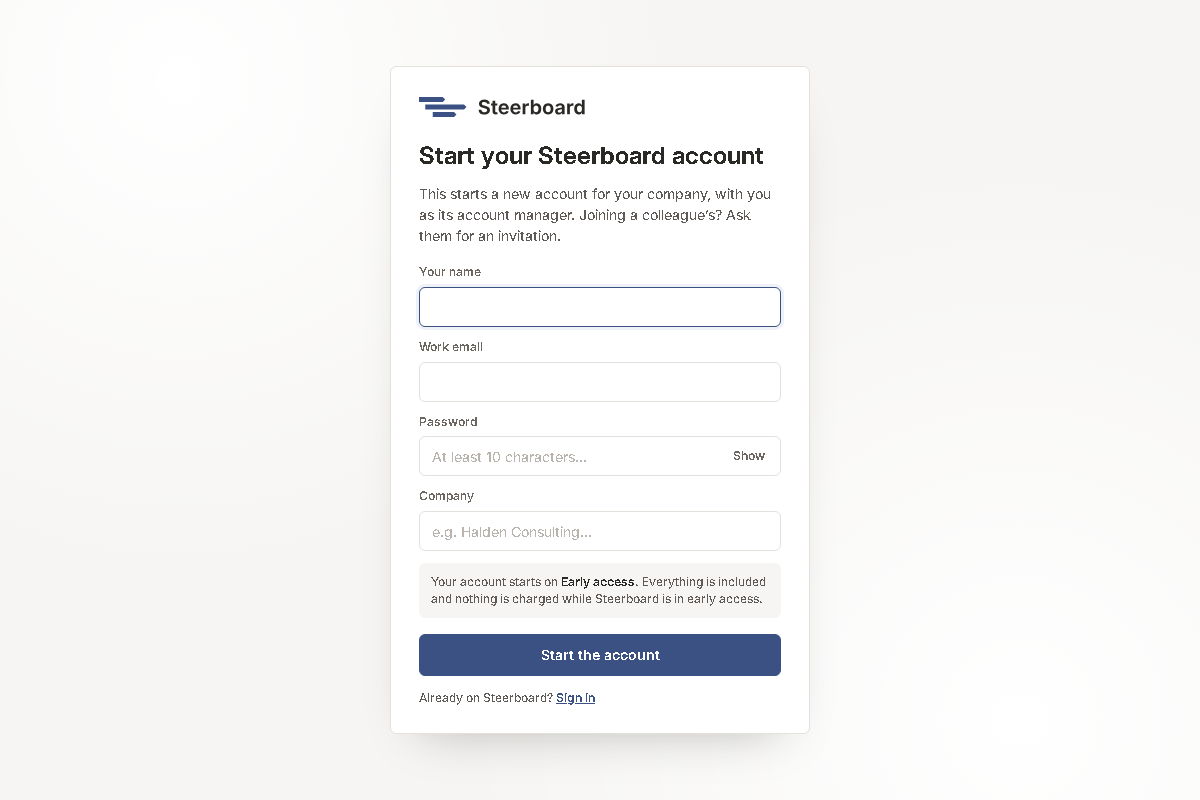 Steerboard
Start your Steerboard account
This starts a new account for your company, with you
as its account manager. Joining a colleague's? Ask
them for an invitation.
Your name
Work email
Password
At least 10 characters...
Show
Company
e.g. Halden Consulting...
Your account starts on Early access. Everything is included
and nothing is charged while Steerboard is in early access.
Start the account
Already on Steerboard? Sign in